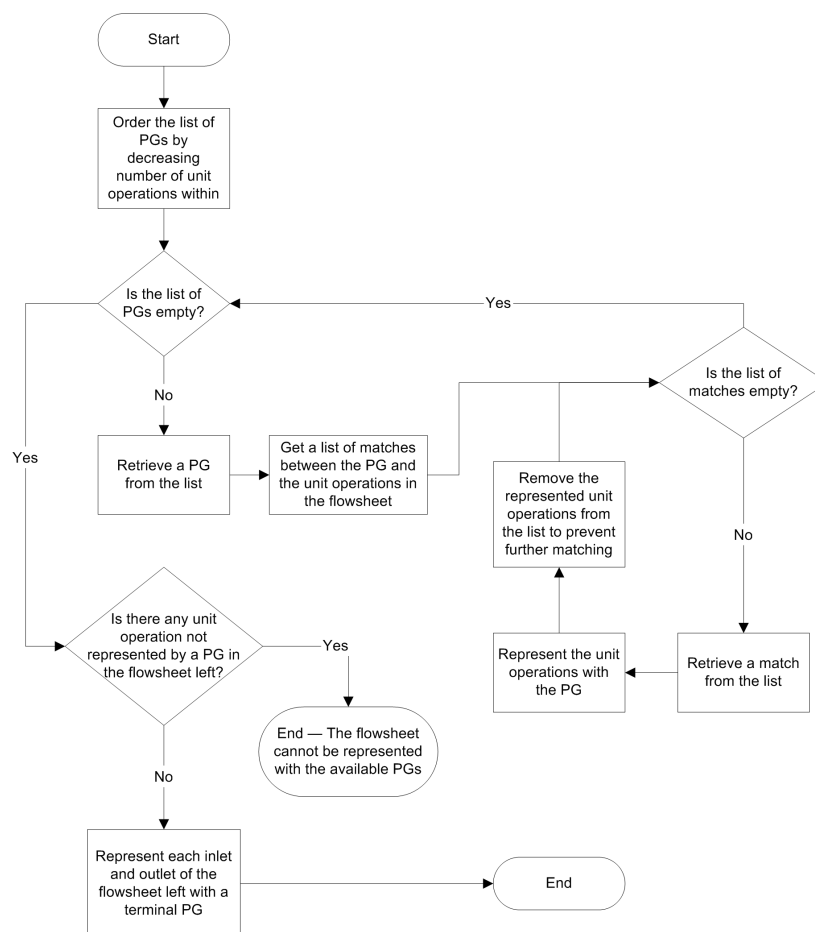 Start
Order the list of
PGs by
decreasing
number of unit
operations within
Is the list of
PGs empty?
Yes
Is the list of
matches empty?
No
Yes
Retrieve a PG
from the list
Get a list of matches
between the PG and
the unit operations in
the flowsheet
Remove the
represented unit
operations from
the list to prevent
further matching
No
Is there any unit
operation not
represented by a PG in
the flowsheet left?
Yes
Represent the unit
operations with
the PG
Retrieve a match
from the list
End — The flowsheet
cannot be represented
with the available PGs
No
Represent each inlet
and outlet of the
flowsheet left with a
terminal PG
End